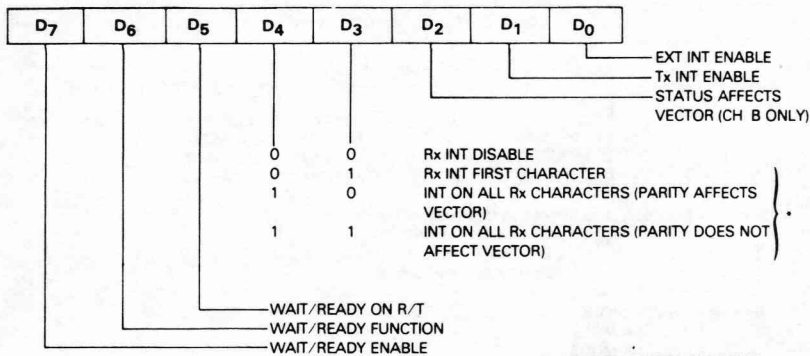 D7 D6 D5 D4 D3 D2 D1 D0
EXT INT ENABLE
Tx INT ENABLE
STATUS AFFECTS
VECTOR (CH B ONLY)
0 0 Rx INT DISABLE
0 1 Rx INT FIRST CHARACTER
1 0 INT ON ALL Rx CHARACTERS (PARITY AFFECTS
VECTOR)
1 1 INT ON ALL Rx CHARACTERS (PARITY DOES NOT
AFFECT VECTOR)
WAIT/READY ON R/T
WAIT/READY FUNCTION
WAIT/READY ENABLE